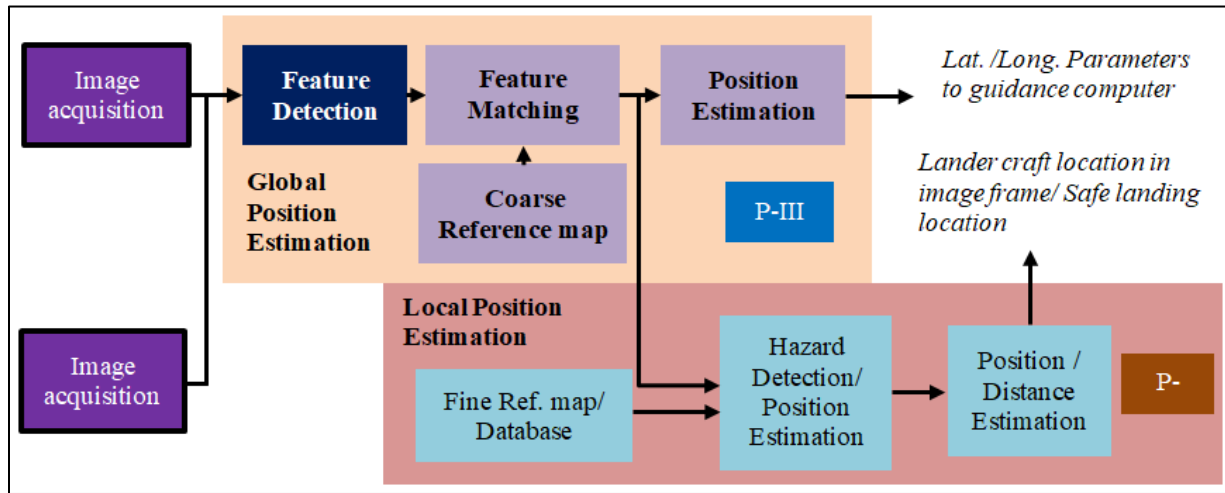 Image
acquisition
Feature
Detection
Feature
Matching
Position
Estimation
Lat. /Long. Parameters
to guidance computer
Global
Position
Estimation
Coarse
Reference map
P-III
Lander craft location in
image frame/ Safe landing
location
Image
acquisition
Local Position
Estimation
Fine Ref. map/
Database
Hazard
Detection/
Position
Estimation
Position /
Distance
Estimation
P-